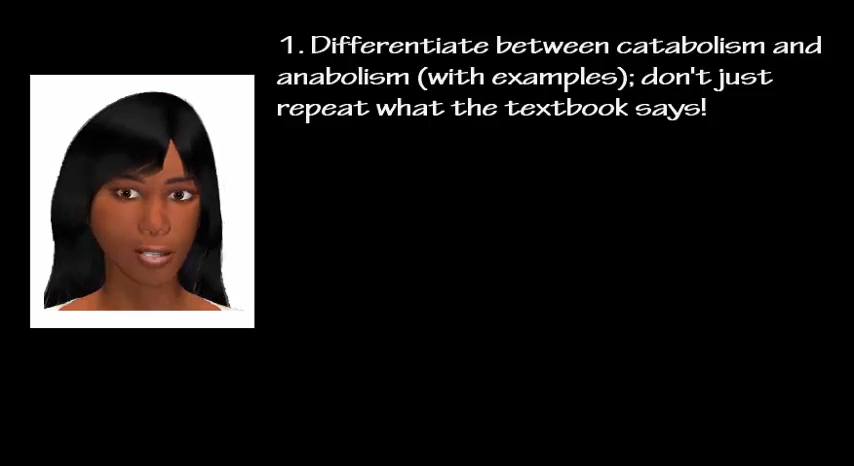 1. Differentiate between catabolism and
anabolism (with examples); don't just
repeat what the textbook says!